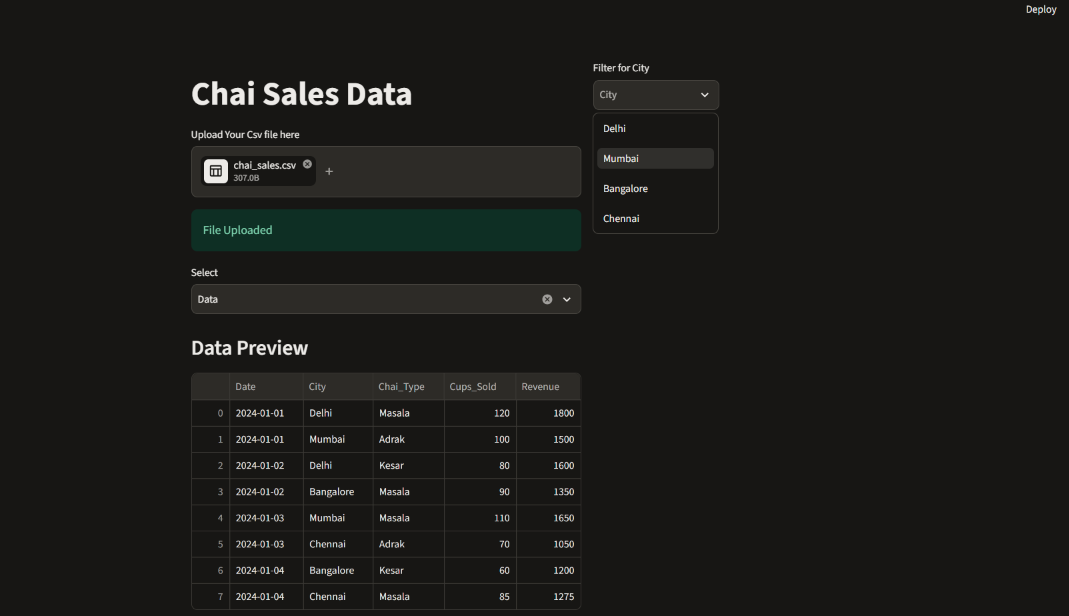 Deploy
Chai Sales Data
Upload Your Csv file here
chai_sales.csv
307.0B
File Uploaded
Select
Data
Data Preview
Date City Chai_Type Cups_Sold Revenue
0 2024-01-01 Delhi Masala 120 1800
1 2024-01-01 Mumbai Adrak 100 1500
2 2024-01-02 Delhi Kesar 80 1600
3 2024-01-02 Bangalore Masala 90 1350
4 2024-01-03 Mumbai Masala 110 1650
5 2024-01-03 Chennai Adrak 70 1050
6 2024-01-04 Bangalore Kesar 60 1200
7 2024-01-04 Chennai Masala 85 1275
Filter for City
City
Delhi
Mumbai
Bangalore
Chennai